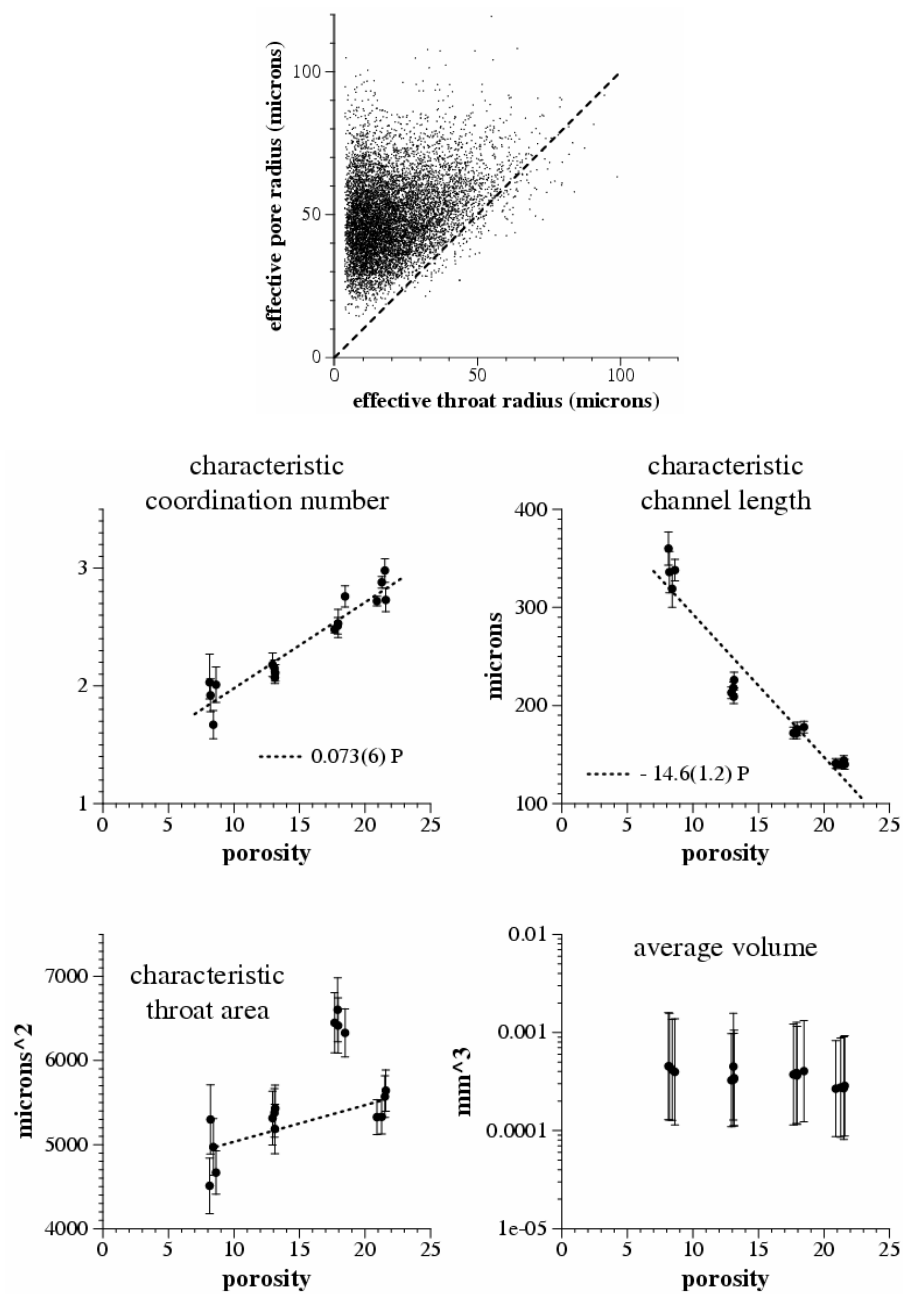 effective pore radius (microns)
100
50
0
0 50 100
effective throat radius (microns)
characteristic
coordination number
3
2
1
0 5 10 15 20 25
porosity
0.073(6) P
characteristic
channel length
microns
400
300
200
100
0 5 10 15 20 25
porosity
- 14.6(1.2) P
characteristic
throat area
microns^2
7000
6000
5000
4000
0 5 10 15 20 25
porosity
average volume
mm^3
0.01
0.001
0.0001
1e-05
0 5 10 15 20 25
porosity